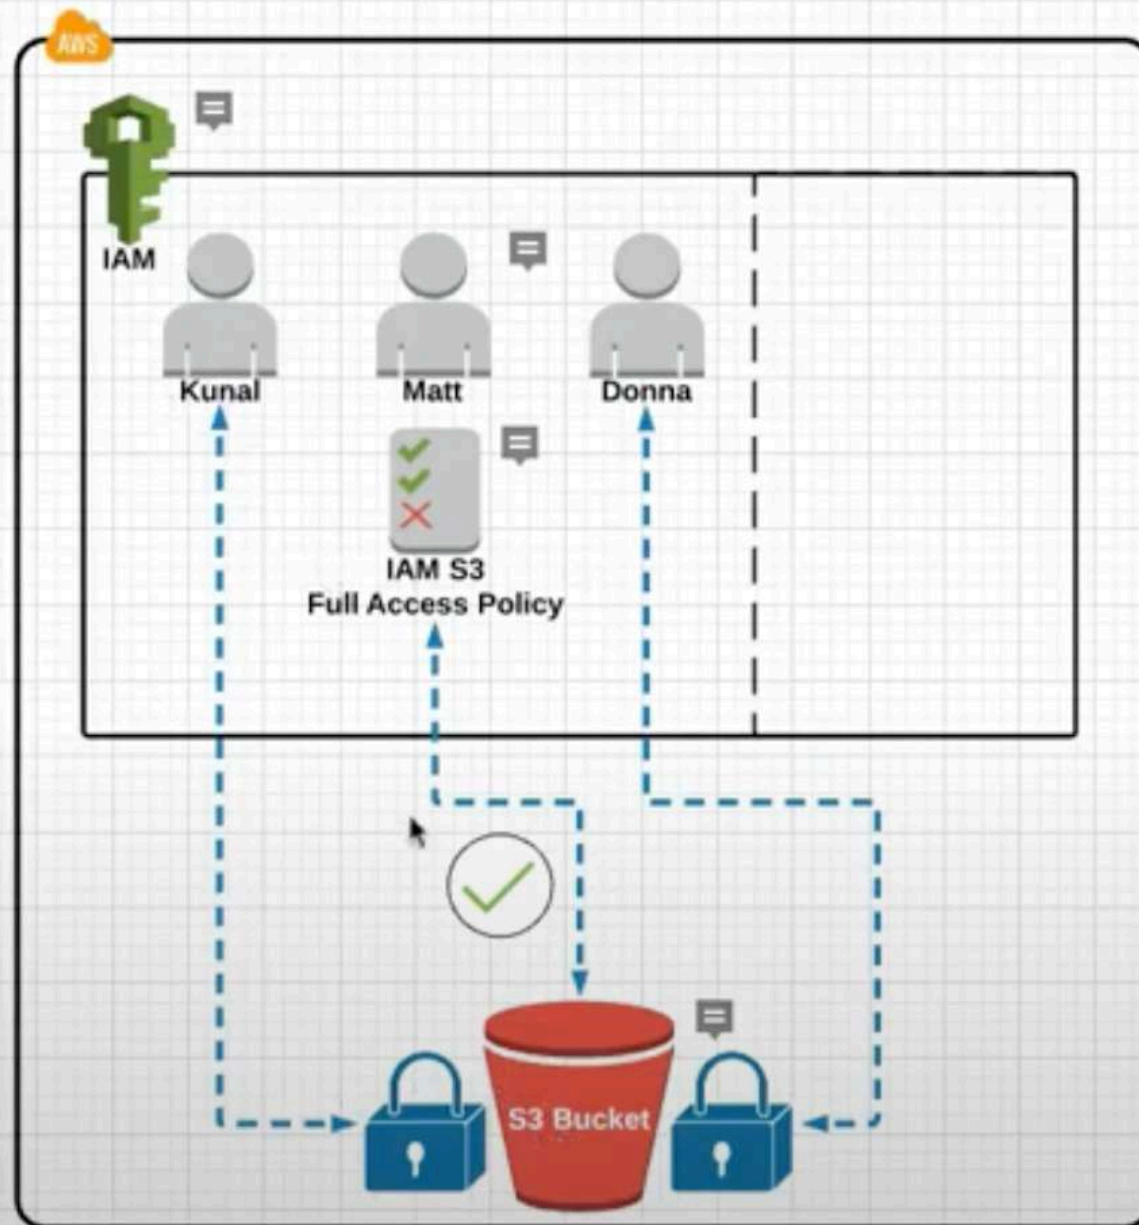 AWS
IAM
Kunal
Matt
Donna
IAM S3
Full Access Policy
S3 Bucket